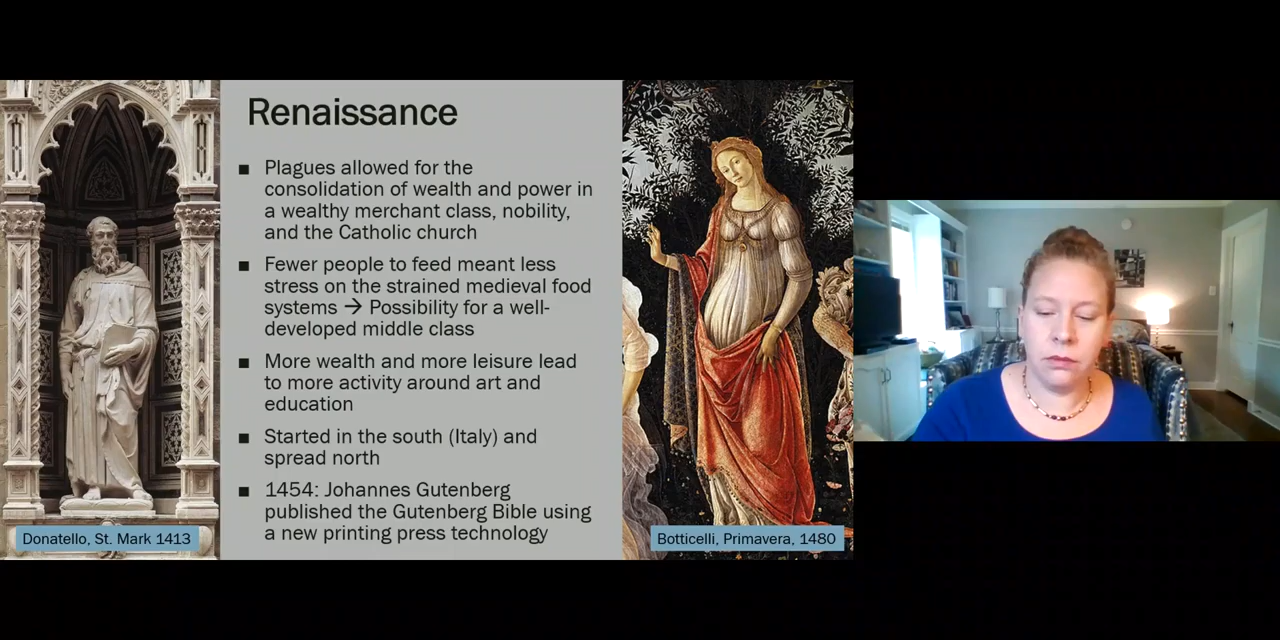 Renaissance
■ Plagues allowed for the
consolidation of wealth and power in
a wealthy merchant class, nobility,
and the Catholic church
■ Fewer people to feed meant less
stress on the strained medieval food
systems → Possibility for a well-
developed middle class
■ More wealth and more leisure lead
to more activity around art and
education
■ Started in the south (Italy) and
spread north
■ 1454: Johannes Gutenberg
published the Gutenberg Bible using
a new printing press technology
Donatello, St. Mark 1413
Botticelli, Primavera, 1480